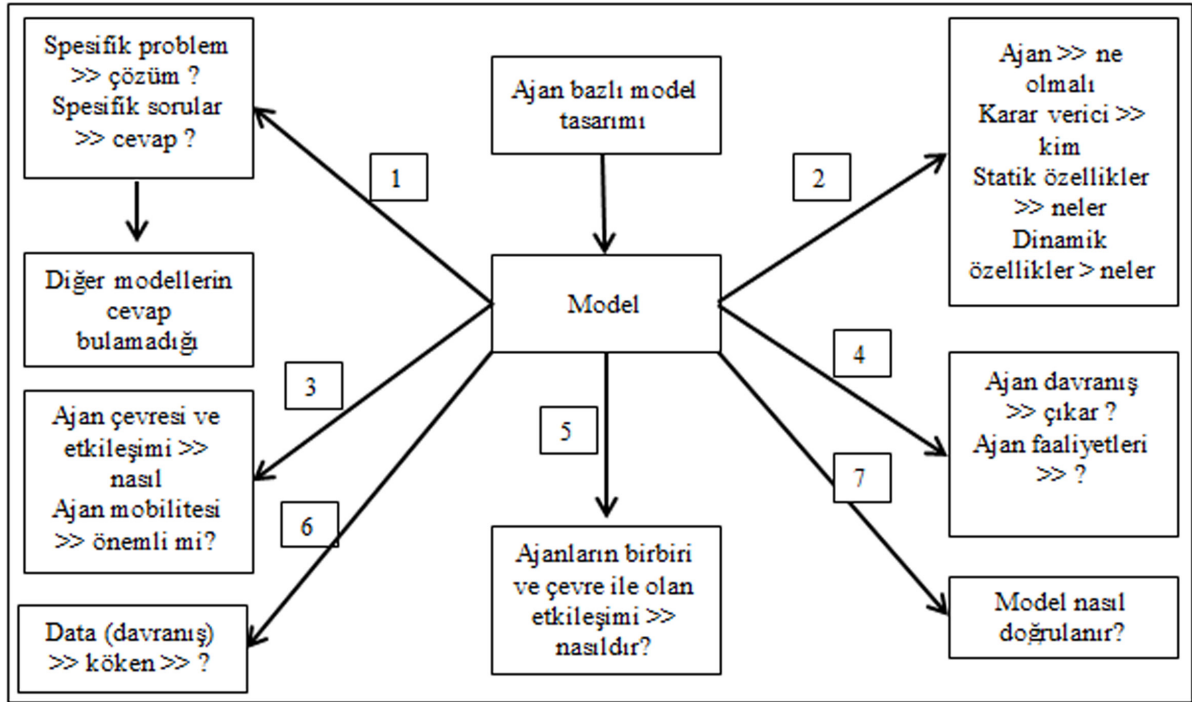 Spesifik problem
>> çözüm ?
Spesifik sorular
>> cevap ?
Ajan bazlı model
tasarımı
Ajan >> ne
olmalı
Karar verici >>
kim
Statik özellikler
>> neler
Dinamik
özellikler > neler
1
2
Diğer modellerin
cevap
bulamadığı
Model
3
4
5
Ajan çevresi ve
etkileşimi >>
nasıl
Ajan mobilitesi
>> önemli mi?
Ajan davranış
>> çıkar ?
Ajan faaliyetleri
>> ?
6
7
Ajanların birbiri
ve çevre ile olan
etkileşimi >>
nasıldır?
Data (davranış)
>> köken >> ?
Model nasıl
doğrulanır?